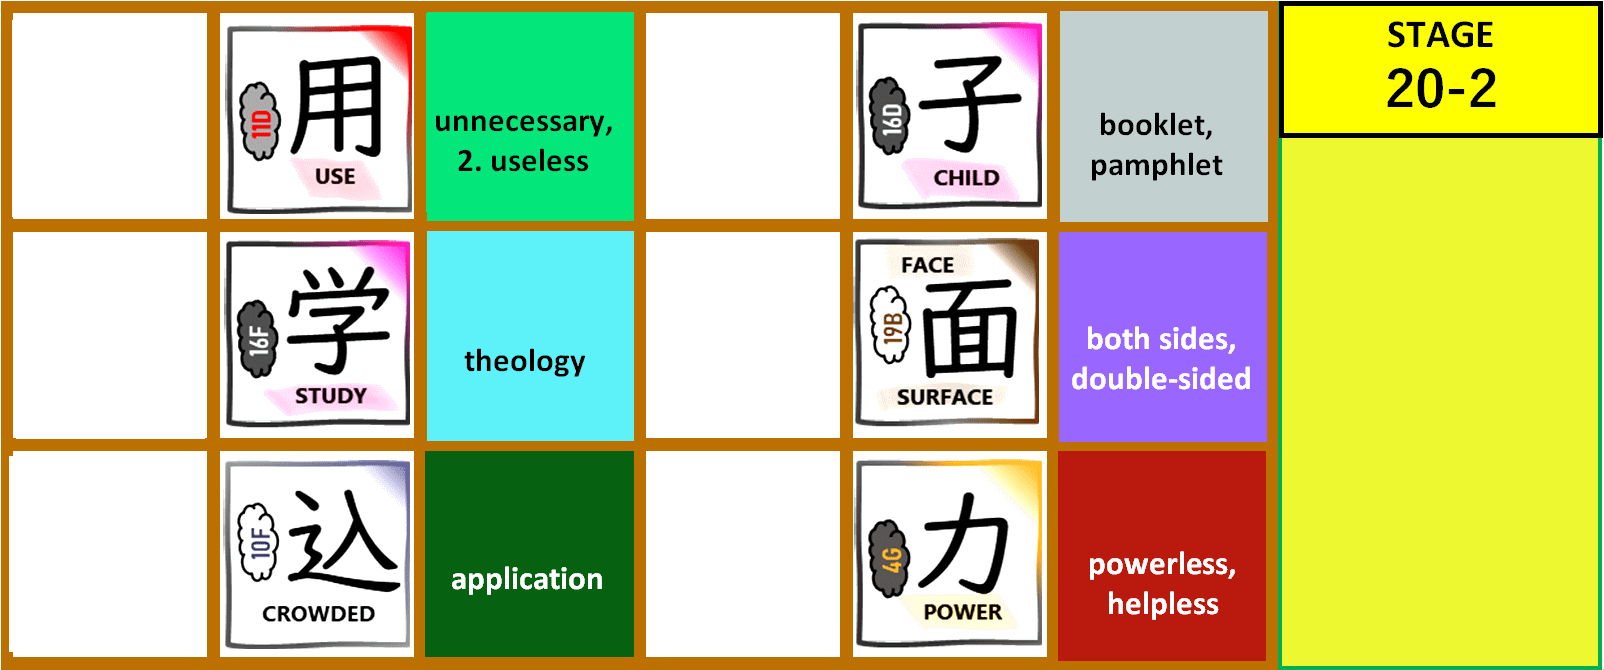 11D
用
USE
unnecessary,
2. useless
16D
子
CHILD
booklet,
pamphlet
STAGE
20-2
16F
学
STUDY
theology
FACE
19B
面
SURFACE
both sides,
double-sided
10F
込
CROWDED
application
4G
力
POWER
powerless,
helpless